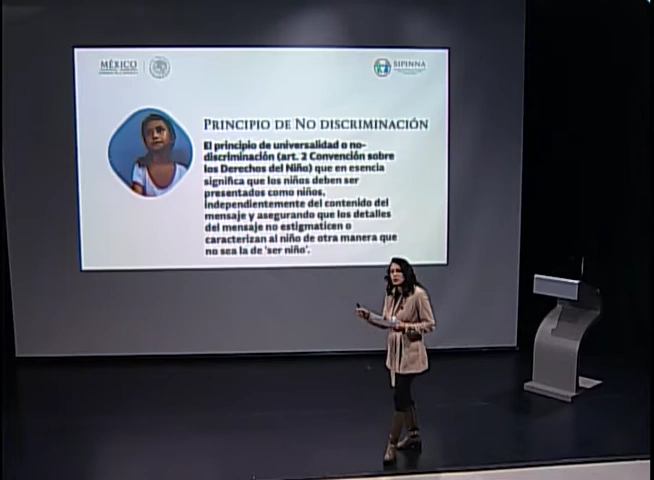 MÉXICO
SIPINNA
PRINCIPIO DE NO DISCRIMINACIÓN
El principio de universalidad o no-
discriminación (art. 2 Convención sobre
los Derechos del Niño) que en esencia
significa que los niños deben ser
presentados como niños,
independientemente del contenido del
mensaje y asegurando que los detalles
del mensaje no estigmaticen o
caracterizan al niño de otra manera que
no sea la de 'ser niño'.